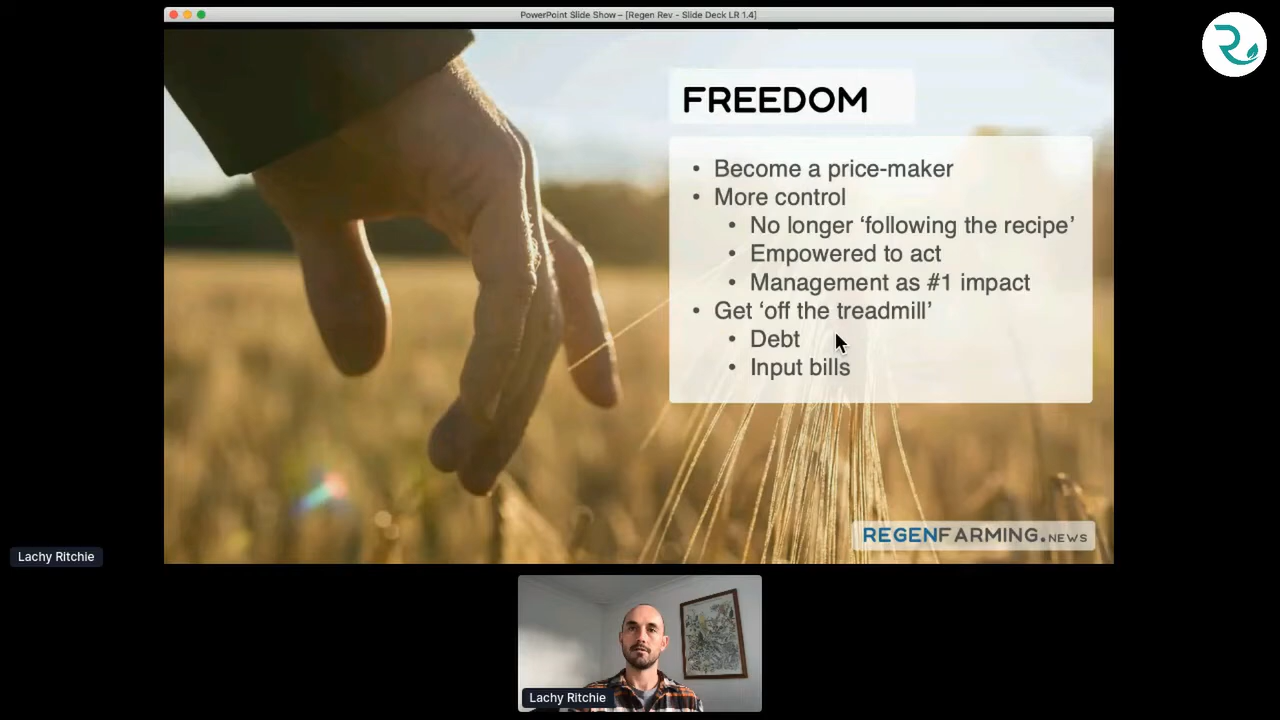 PowerPoint Slide Show – [Regen Rev - Slide Deck LR 1.4]
FREEDOM
• Become a price-maker
• More control
• No longer ‘following the recipe’
• Empowered to act
• Management as #1 impact
• Get ‘off the treadmill’
• Debt
• Input bills
REGENFARMING.NEWS
Lachy Ritchie
Lachy Ritchie